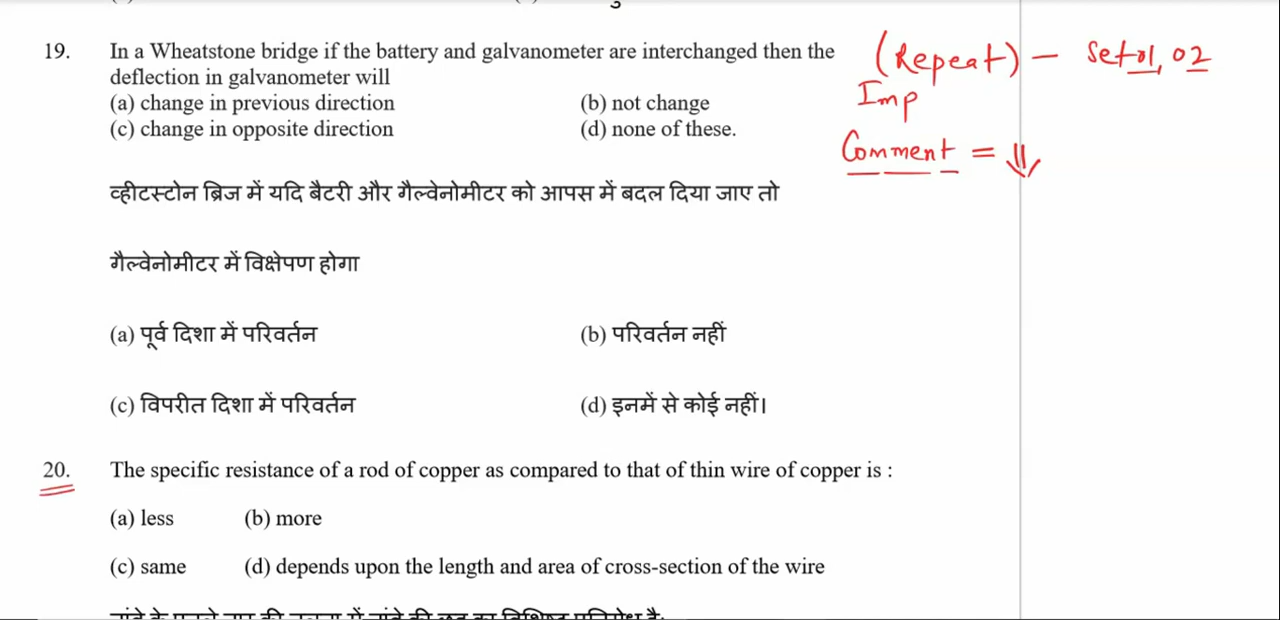 19. In a Wheatstone bridge if the battery and galvanometer are interchanged then the
deflection in galvanometer will
(a) change in previous direction (b) not change
(c) change in opposite direction (d) none of these.
(Repeat) - Set 01, 02
Imp
Comment =
व्हीटस्टोन ब्रिज में यदि बैटरी और गैल्वेनोमीटर को आपस में बदल दिया जाए तो
गैल्वेनोमीटर में विक्षेपण होगा
(a) पूर्व दिशा में परिवर्तन (b) परिवर्तन नहीं
(c) विपरीत दिशा में परिवर्तन (d) इनमें से कोई नहीं।
20. The specific resistance of a rod of copper as compared to that of thin wire of copper is :
(a) less (b) more
(c) same (d) depends upon the length and area of cross-section of the wire